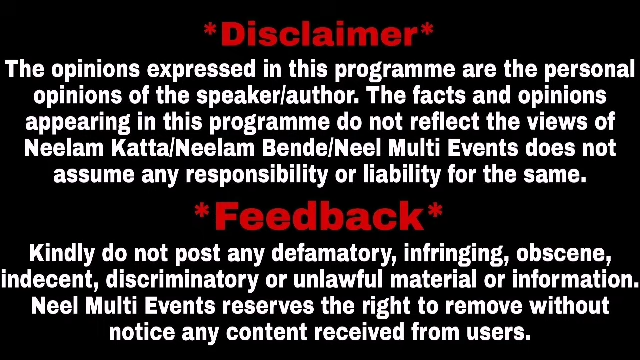 *Disclaimer*
The opinions expressed in this programme are the personal
opinions of the speaker/author. The facts and opinions
appearing in this programme do not reflect the views of
Neelam Katta/Neelam Bende/Neel Multi Events does not
assume any responsibility or liability for the same.
*Feedback*
Kindly do not post any defamatory, infringing, obscene,
indecent, discriminatory or unlawful material or information.
Neel Multi Events reserves the right to remove without
notice any content received from users.